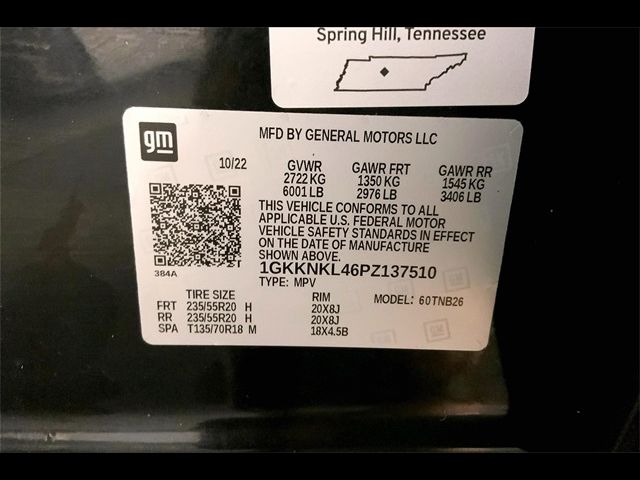 Spring Hill, Tennessee
gm
MFD BY GENERAL MOTORS LLC
10/22 GVWR GAWR FRT GAWR RR
2722 KG 1350 KG 1545 KG
6001 LB 2976 LB 3406 LB
THIS VEHICLE CONFORMS TO ALL
APPLICABLE U.S. FEDERAL MOTOR
VEHICLE SAFETY STANDARDS IN EFFECT
ON THE DATE OF MANUFACTURE
SHOWN ABOVE.
384A
1GKKNKL46PZ137510
TYPE: MPV
TIRE SIZE RIM MODEL: 60TNB26
FRT 235/55R20 H 20X8J
RR 235/55R20 H 20X8J
SPA T135/70R18 M 18X4.5B